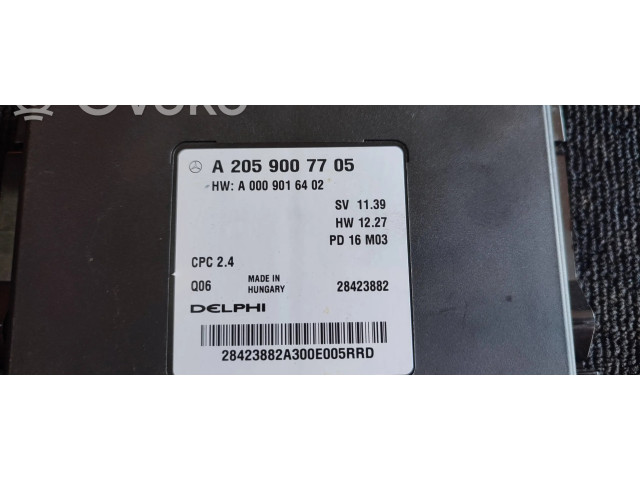 OVOKO
A 205 900 77 05
HW: A 000 901 64 02
SV 11.39
HW 12.27
PD 16 M03
CPC 2.4
Q06 MADE IN HUNGARY 28423882
DELPHI
28423882A300E005RRD